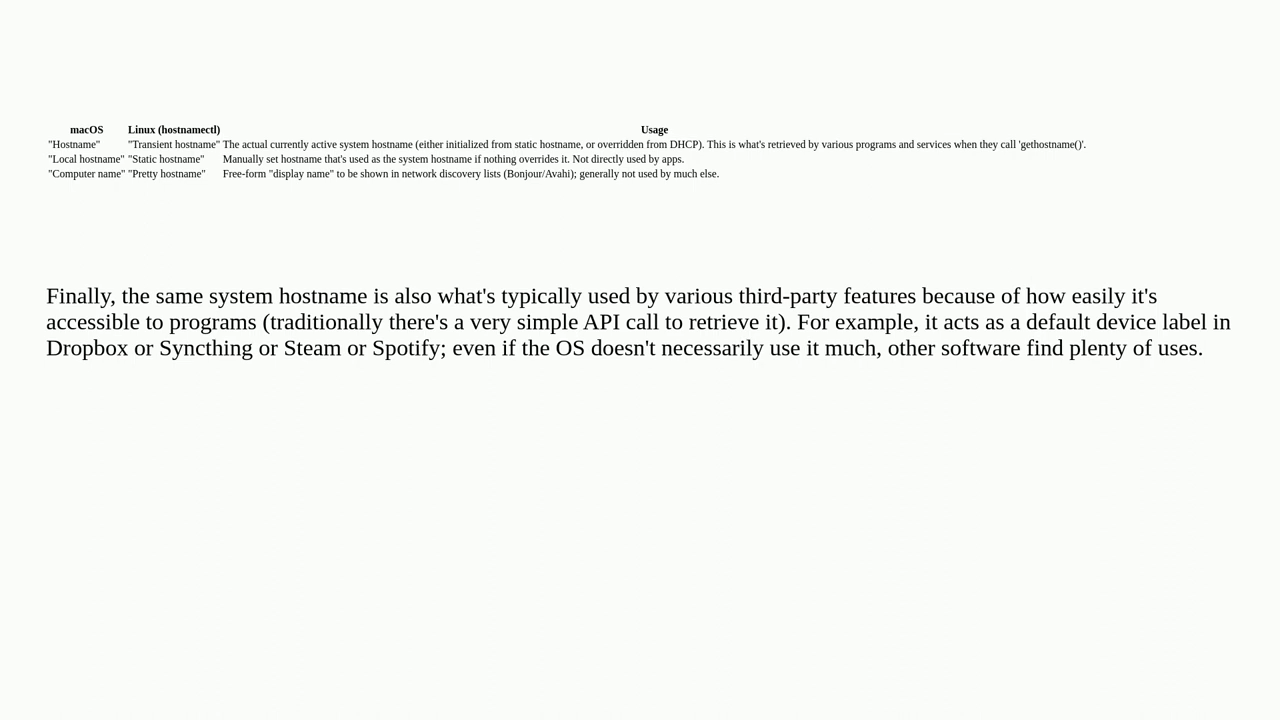 macOS Linux (hostnamectl) Usage
"Hostname" "Transient hostname" The actual currently active system hostname (either initialized from static hostname, or overridden from DHCP). This is what's retrieved by various programs and services when they call 'gethostname()'.
"Local hostname" "Static hostname" Manually set hostname that's used as the system hostname if nothing overrides it. Not directly used by apps.
"Computer name" "Pretty hostname" Free-form "display name" to be shown in network discovery lists (Bonjour/Avahi); generally not used by much else.
Finally, the same system hostname is also what's typically used by various third-party features because of how easily it's
accessible to programs (traditionally there's a very simple API call to retrieve it). For example, it acts as a default device label in
Dropbox or Syncthing or Steam or Spotify; even if the OS doesn't necessarily use it much, other software find plenty of uses.